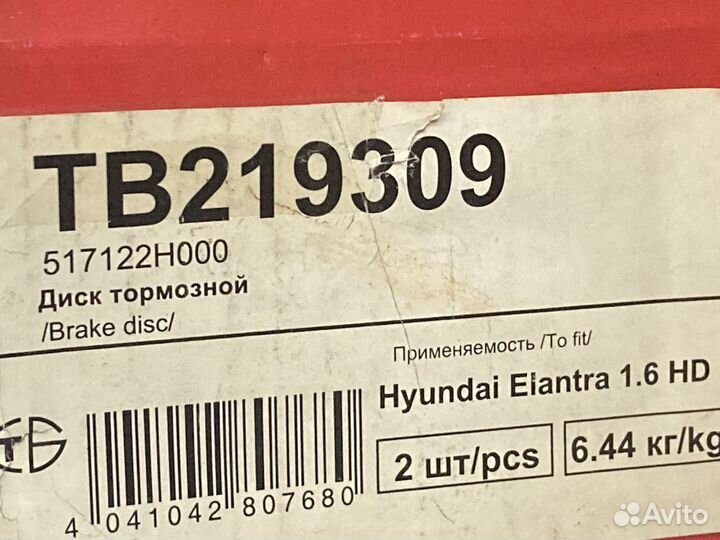 TB219309
517122H000
Диск тормозной
/Brake disc/
Применяемость /To fit/
Hyundai Elantra 1.6 HD
2 шт/pcs
6.44 кг/kg
4 041042 807680
Avito